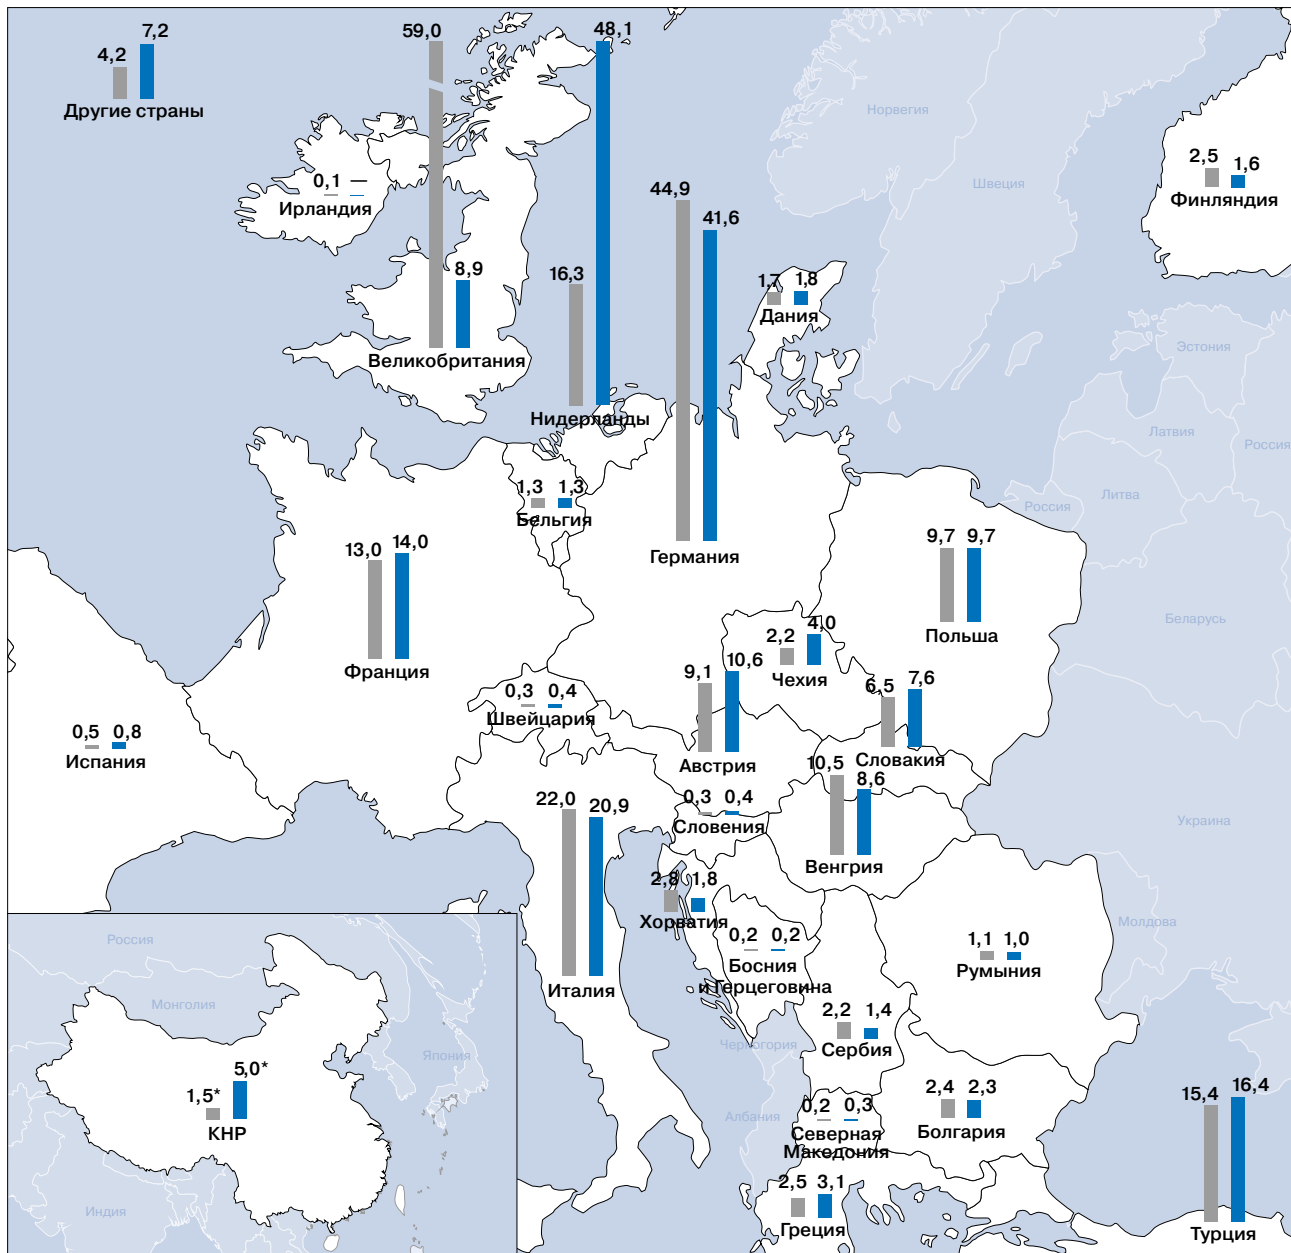 7,2
4,2
Другие страны
59,0
48,1
Норвегия
0,1 —
Ирландия
Швеция
2,5 1,6
Финляндия
44,9
41,6
8,9
Великобритания
16,3
Нидерланды
1,7 1,8
Дания
Эстония
Латвия
Россия
Литва
Россия
1,3 1,3
Бельгия
Германия
13,0 14,0
Франция
9,7 9,7
Польша
Беларусь
2,2 4,0
Чехия
0,3 0,4
Швейцария
9,1 10,6
Австрия
6,5 7,6
Словакия
0,5 0,8
Испания
10,5 8,6
Венгрия
0,3 0,4
Словения
Украина
22,0 20,9
Италия
2,8 1,8
Хорватия
0,2 0,2
Босния
и Герцеговина
Молдова
1,1 1,0
Румыния
2,2 1,4
Сербия
Черногория
Албания
0,2 0,3
Северная
Македония
2,4 2,3
Болгария
2,5 3,1
Греция
15,4 16,4
Турция
Россия
Монголия
Япония
5,0*
1,5*
КНР
Индия